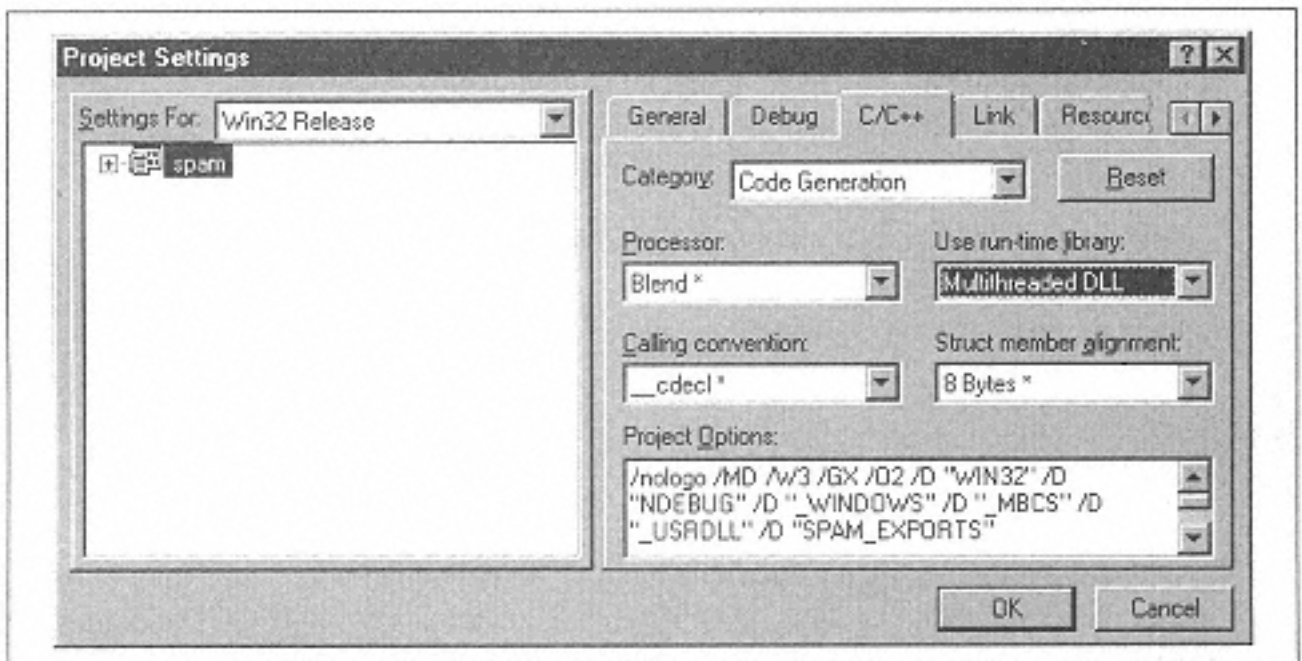 Project Settings
Settings For: Win32 Release
spam
General Debug C/C++ Link Resourc
Category: Code Generation
Reset
Processor: Use run-time library:
Blend * Multithreaded DLL
Calling convention: Struct member alignment:
__cdecl * 8 Bytes *
Project Options:
/nologo /MD /W3 /GX /O2 /D "WIN32" /D
"NDEBUG" /D "_WINDOWS" /D "_MBCS" /D
"_USRDLL" /D "SPAM_EXPORTS"
OK Cancel